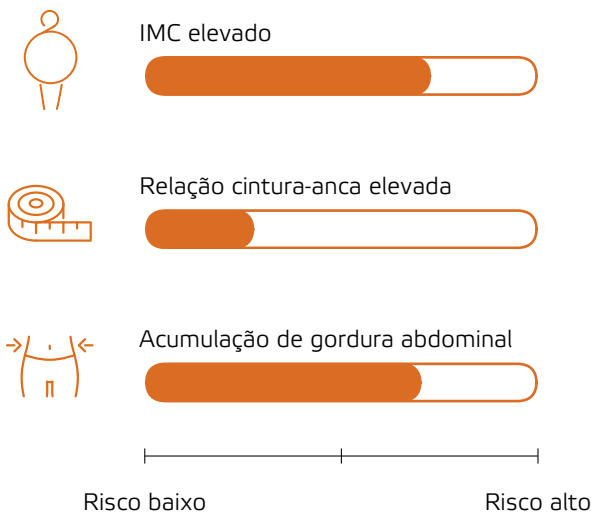 IMC elevado
Relação cintura-anca elevada
Acumulação de gordura abdominal
Risco baixo
Risco alto